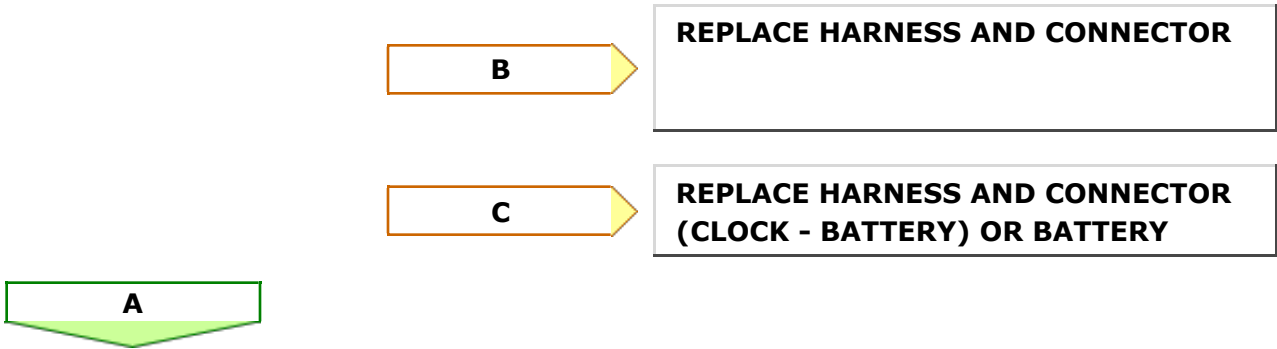 B
REPLACE HARNESS AND CONNECTOR
C
REPLACE HARNESS AND CONNECTOR
(CLOCK - BATTERY) OR BATTERY
A